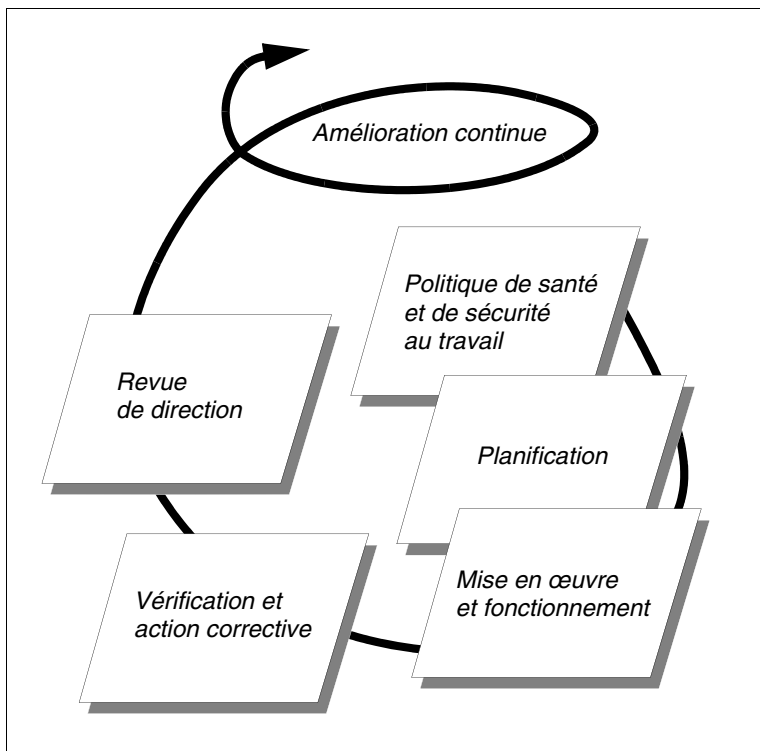 Amélioration continue
Politique de santé
et de sécurité
au travail
Planification
Mise en œuvre
et fonctionnement
Vérification et
action corrective
Revue
de direction